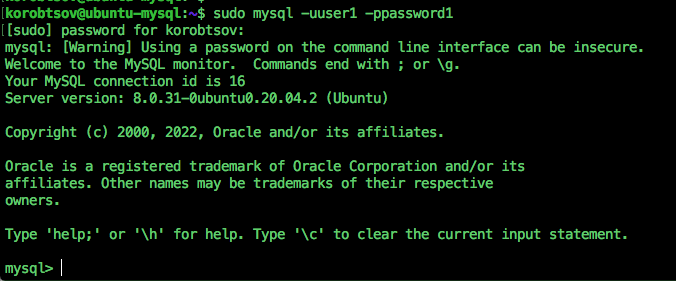 korobtsov@ubuntu-mysql:~$ sudo mysql -uuser1 -ppassword1
[sudo] password for korobtsov:
mysql: [Warning] Using a password on the command line interface can be insecure.
Welcome to the MySQL monitor.  Commands end with ; or \g.
Your MySQL connection id is 16
Server version: 8.0.31-0ubuntu0.20.04.2 (Ubuntu)

Copyright (c) 2000, 2022, Oracle and/or its affiliates.

Oracle is a registered trademark of Oracle Corporation and/or its
affiliates. Other names may be trademarks of their respective
owners.

Type 'help;' or '\h' for help. Type '\c' to clear the current input statement.

mysql>